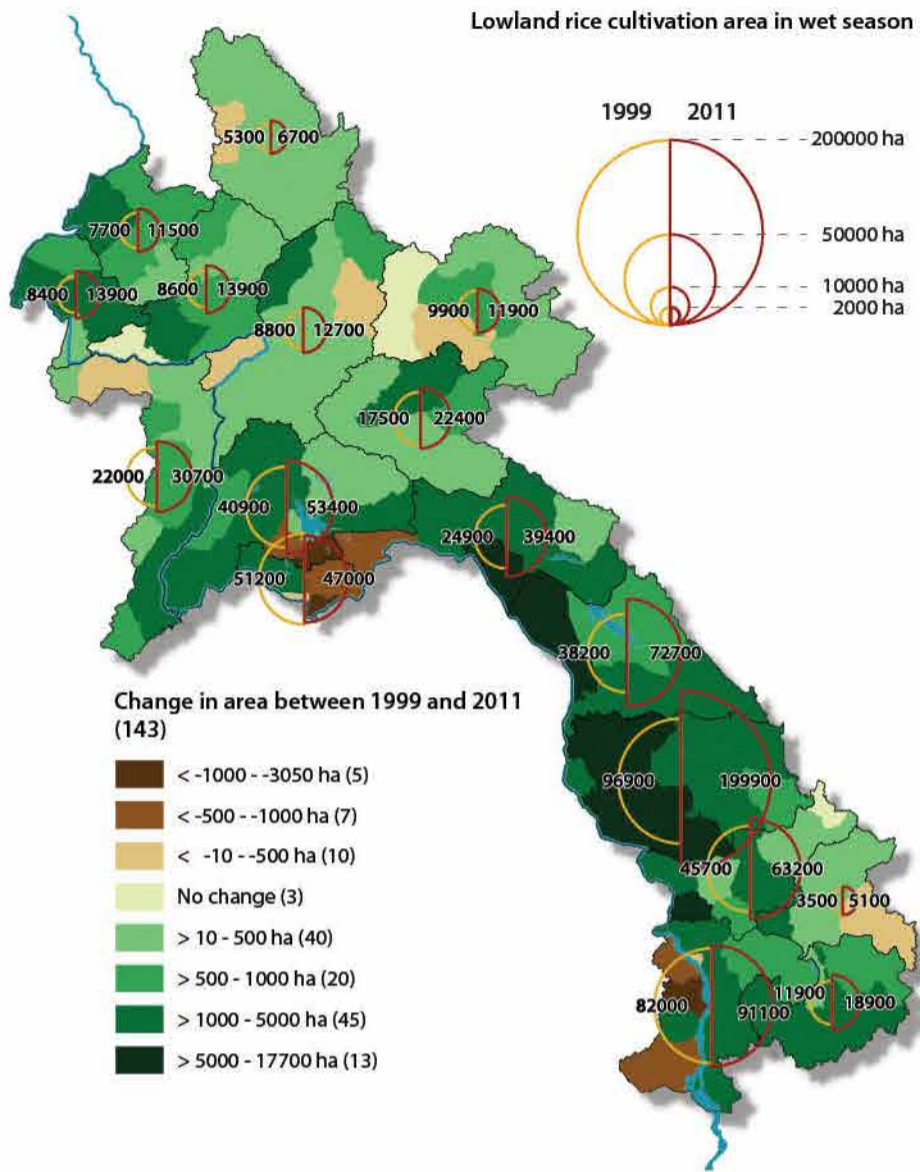 Lowland rice cultivation area in wet season
1999 2011
200000 ha
50000 ha
10000 ha
2000 ha
5300 6700
7700 11500
8400 13900
8600 13900
8800 12700
9900 11900
17500 22400
22000 30700
40900 53400
24900 39400
51200 47000
38200 72700
96900 199900
45700 63200
3500 5100
11900 18900
82000 91100
Change in area between 1999 and 2011
(143)
< -1000 - -3050 ha (5)
< -500 - -1000 ha (7)
< -10 - -500 ha (10)
No change (3)
> 10 - 500 ha (40)
> 500 - 1000 ha (20)
> 1000 - 5000 ha (45)
> 5000 - 17700 ha (13)